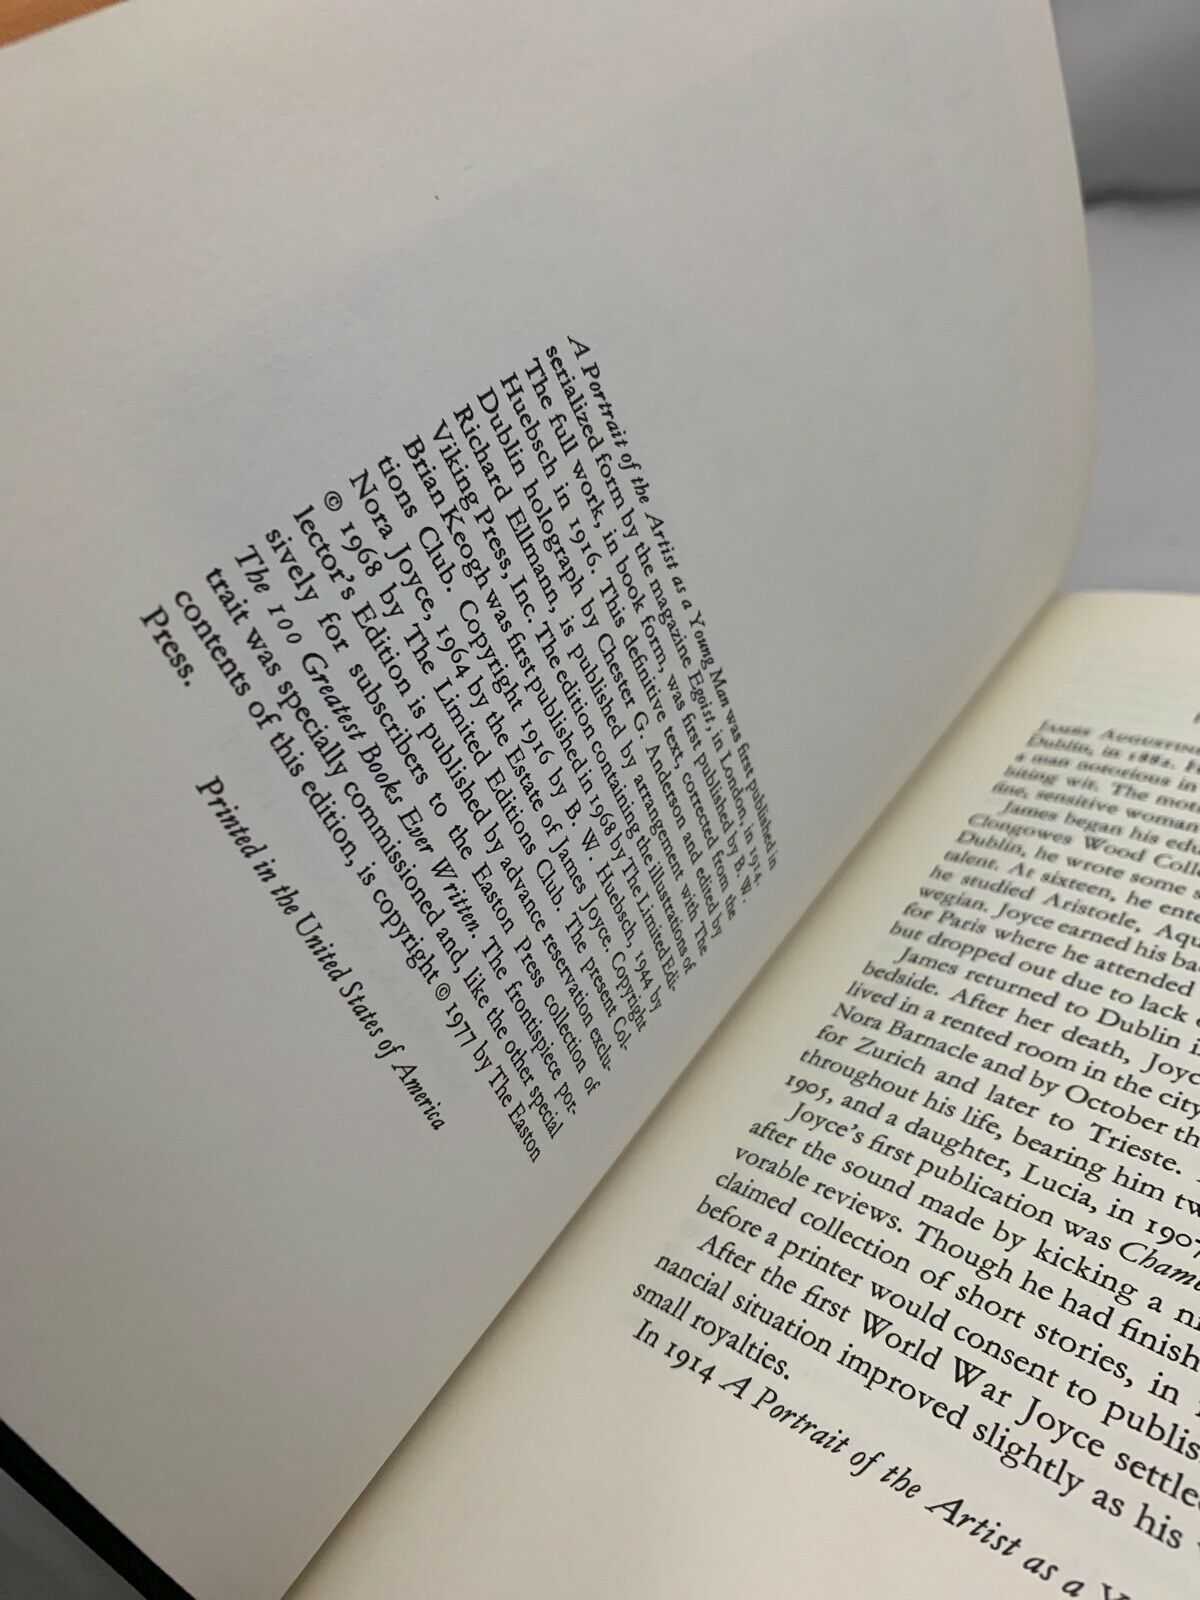 A Portrait of the Artist as a Young Man was first published in
serialized form by the magazine Egoist, in London, in 1914.
The full work, in book form, was first published by B. W.
Huebsch in 1916. This definitive text, corrected from the
Dublin holograph by Chester G. Anderson and edited by
Richard Ellmann, is published by arrangement with The
Viking Press, Inc. The edition containing the illustrations of
Brian Keogh was first published in 1968 by The Limited Edi-
tions Club. Copyright 1916 by B. W. Huebsch, 1944 by
Nora Joyce, 1964 by the Estate of James Joyce. Copyright
© 1968 by The Limited Editions Club. The present Col-
lector's Edition is published by advance reservation exclu-
sively for subscribers to the Easton Press collection of
The 100 Greatest Books Ever Written. The frontispiece por-
trait was specially commissioned and, like the other special
contents of this edition, is copyright © 1977 by The Easton
Press.
Printed in the United States of America
JAMES AUGUSTIN
Dublin, in 1882. H
a man notorious in
biting wit. The mo
fine, sensitive woman
James began his edu
Clongowes Wood Coll
Dublin, he wrote some
talent. At sixteen, he ente
he studied Aristotle, Aqu
wegian. Joyce earned his ba
for Paris where he attended
but dropped out due to lack
James returned to Dublin i
bedside. After her death, Joyc
lived in a rented room in the city
Nora Barnacle and by October th
for Zurich and later to Trieste.
throughout his life, bearing him tw
1905, and a daughter, Lucia, in 1907
Joyce's first publication was Cham
after the sound made by kicking a
vorable reviews. Though he had finish
claimed collection of short stories, in
before a printer would consent to publis
After the first World War Joyce settle
nancial situation improved slightly as his
small royalties.
In 1914 A Portrait of the Artist as a Y